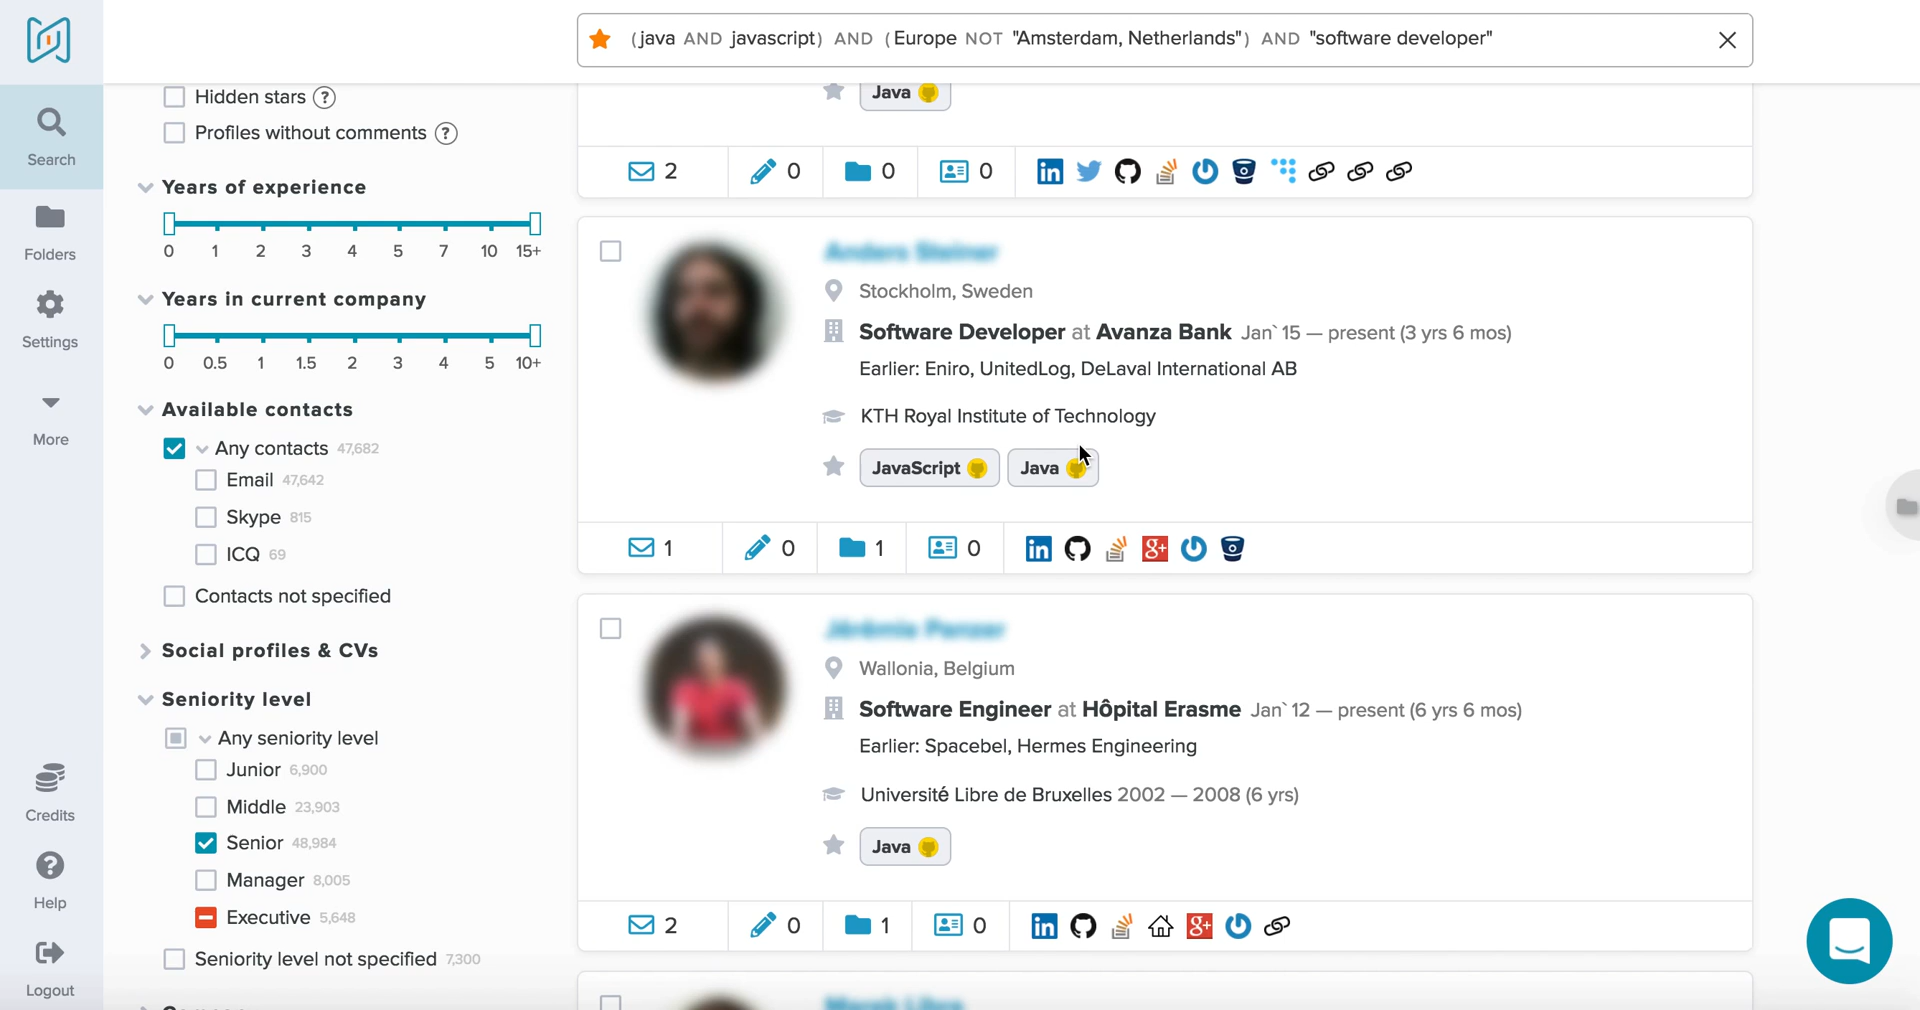 (java AND javascript) AND (Europe NOT "Amsterdam, Netherlands") AND "software developer"
Search
Folders
Settings
More
Credits
Help
Logout
Hidden stars ?
Profiles without comments ?
Years of experience
0 1 2 3 4 5 7 10 15+
Years in current company
0 0.5 1 1.5 2 3 4 5 10+
Available contacts
Any contacts 47,682
Email 47,642
Skype 815
ICQ 69
Contacts not specified
Social profiles & CVs
Seniority level
Any seniority level
Junior 6,900
Middle 23,903
Senior 48,984
Manager 8,005
Executive 5,648
Seniority level not specified 7,300
Java
2 0 0 0
Stockholm, Sweden
Software Developer at Avanza Bank Jan`15 — present (3 yrs 6 mos)
Earlier: Eniro, UnitedLog, DeLaval International AB
KTH Royal Institute of Technology
JavaScript Java
1 0 1 0
Wallonia, Belgium
Software Engineer at Hôpital Erasme Jan`12 — present (6 yrs 6 mos)
Earlier: Spacebel, Hermes Engineering
Université Libre de Bruxelles 2002 — 2008 (6 yrs)
Java
2 0 1 0